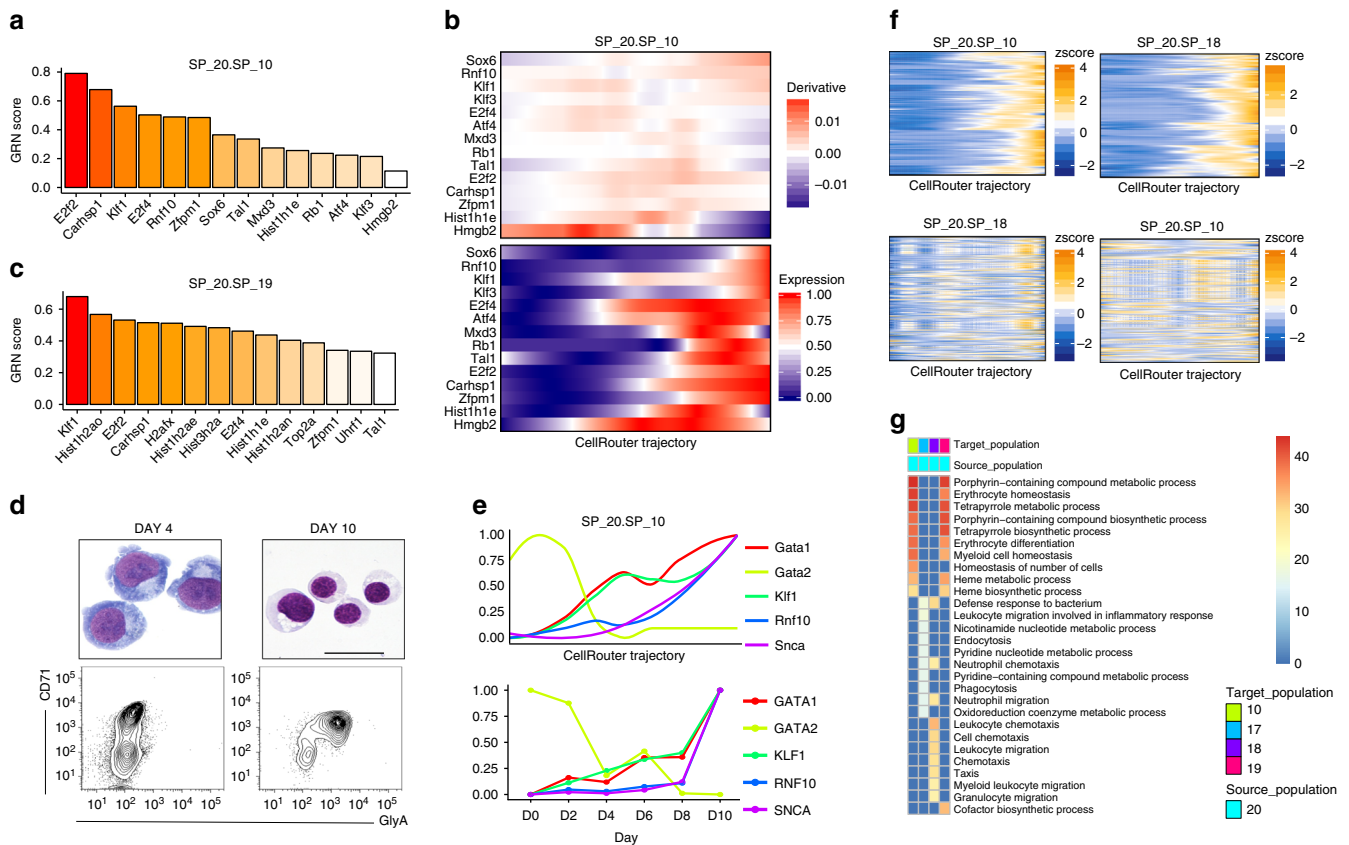 a
SP_20.SP_10
GRN score
0.8
0.6
0.4
0.2
0.0
E2f2
Carhsp1
Klf1
E2f4
Rnf10
Zfpm1
Sox6
Tal1
Mxd3
Hist1h1e
Rb1
Atf4
Klf3
Hmgb2
b
SP_20.SP_10
Sox6
Rnf10
Klf1
Klf3
E2f4
Atf4
Mxd3
Rb1
Tal1
E2f2
Carhsp1
Zfpm1
Hist1h1e
Hmgb2
Derivative
0.01
0.00
−0.01
Sox6
Rnf10
Klf1
Klf3
E2f4
Atf4
Mxd3
Rb1
Tal1
E2f2
Carhsp1
Zfpm1
Hist1h1e
Hmgb2
Expression
1.00
0.75
0.50
0.25
0.00
CellRouter trajectory
c
SP_20.SP_19
GRN score
0.6
0.4
0.2
0.0
Klf1
Hist1h2ao
E2f2
Carhsp1
H2afx
Hist1h2ae
Hist3h2a
E2f4
Hist1h1e
Hist1h2an
Top2a
Zfpm1
Uhrf1
Tal1
d
DAY 4
DAY 10
CD71
10⁵
10⁴
10³
10²
10¹
10¹ 10² 10³ 10⁴ 10⁵
10⁵
10⁴
10³
10²
10¹
10¹ 10² 10³ 10⁴ 10⁵
GlyA
e
SP_20.SP_10
1.00
0.75
0.50
0.25
0.00
CellRouter trajectory
Gata1
Gata2
Klf1
Rnf10
Snca
1.00
0.75
0.50
0.25
0.00
D0 D2 D4 D6 D8 D10
Day
GATA1
GATA2
KLF1
RNF10
SNCA
f
SP_20.SP_10
zscore
4
2
0
−2
CellRouter trajectory
SP_20.SP_18
zscore
2
0
−2
CellRouter trajectory
SP_20.SP_18
zscore
4
2
0
−2
CellRouter trajectory
SP_20.SP_10
zscore
4
2
0
−2
CellRouter trajectory
g
Target_population
Source_population
Porphyrin−containing compound metabolic process
Erythrocyte homeostasis
Tetrapyrrole metabolic process
Porphyrin−containing compound biosynthetic process
Tetrapyrrole biosynthetic process
Erythrocyte differentiation
Myeloid cell homeostasis
Homeostasis of number of cells
Heme metabolic process
Heme biosynthetic process
Defense response to bacterium
Leukocyte migration involved in inflammatory response
Nicotinamide nucleotide metabolic process
Endocytosis
Pyridine nucleotide metabolic process
Neutrophil chemotaxis
Pyridine−containing compound metabolic process
Phagocytosis
Neutrophil migration
Oxidoreduction coenzyme metabolic process
Leukocyte chemotaxis
Cell chemotaxis
Leukocyte migration
Chemotaxis
Taxis
Myeloid leukocyte migration
Granulocyte migration
Cofactor biosynthetic process
40
30
20
10
0
Target_population
10
17
18
19
Source_population
20